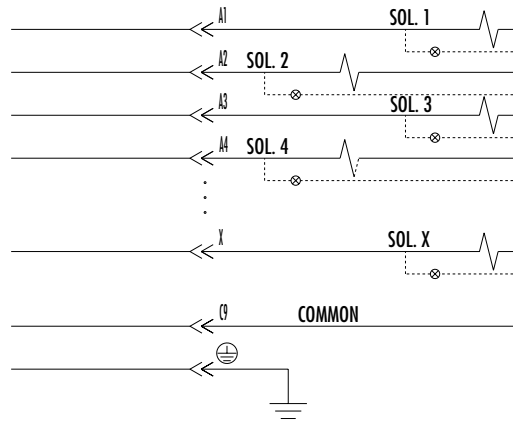 A1 SOL. 1
A2 SOL. 2
A3 SOL. 3
A4 SOL. 4
X SOL. X
C9 COMMON